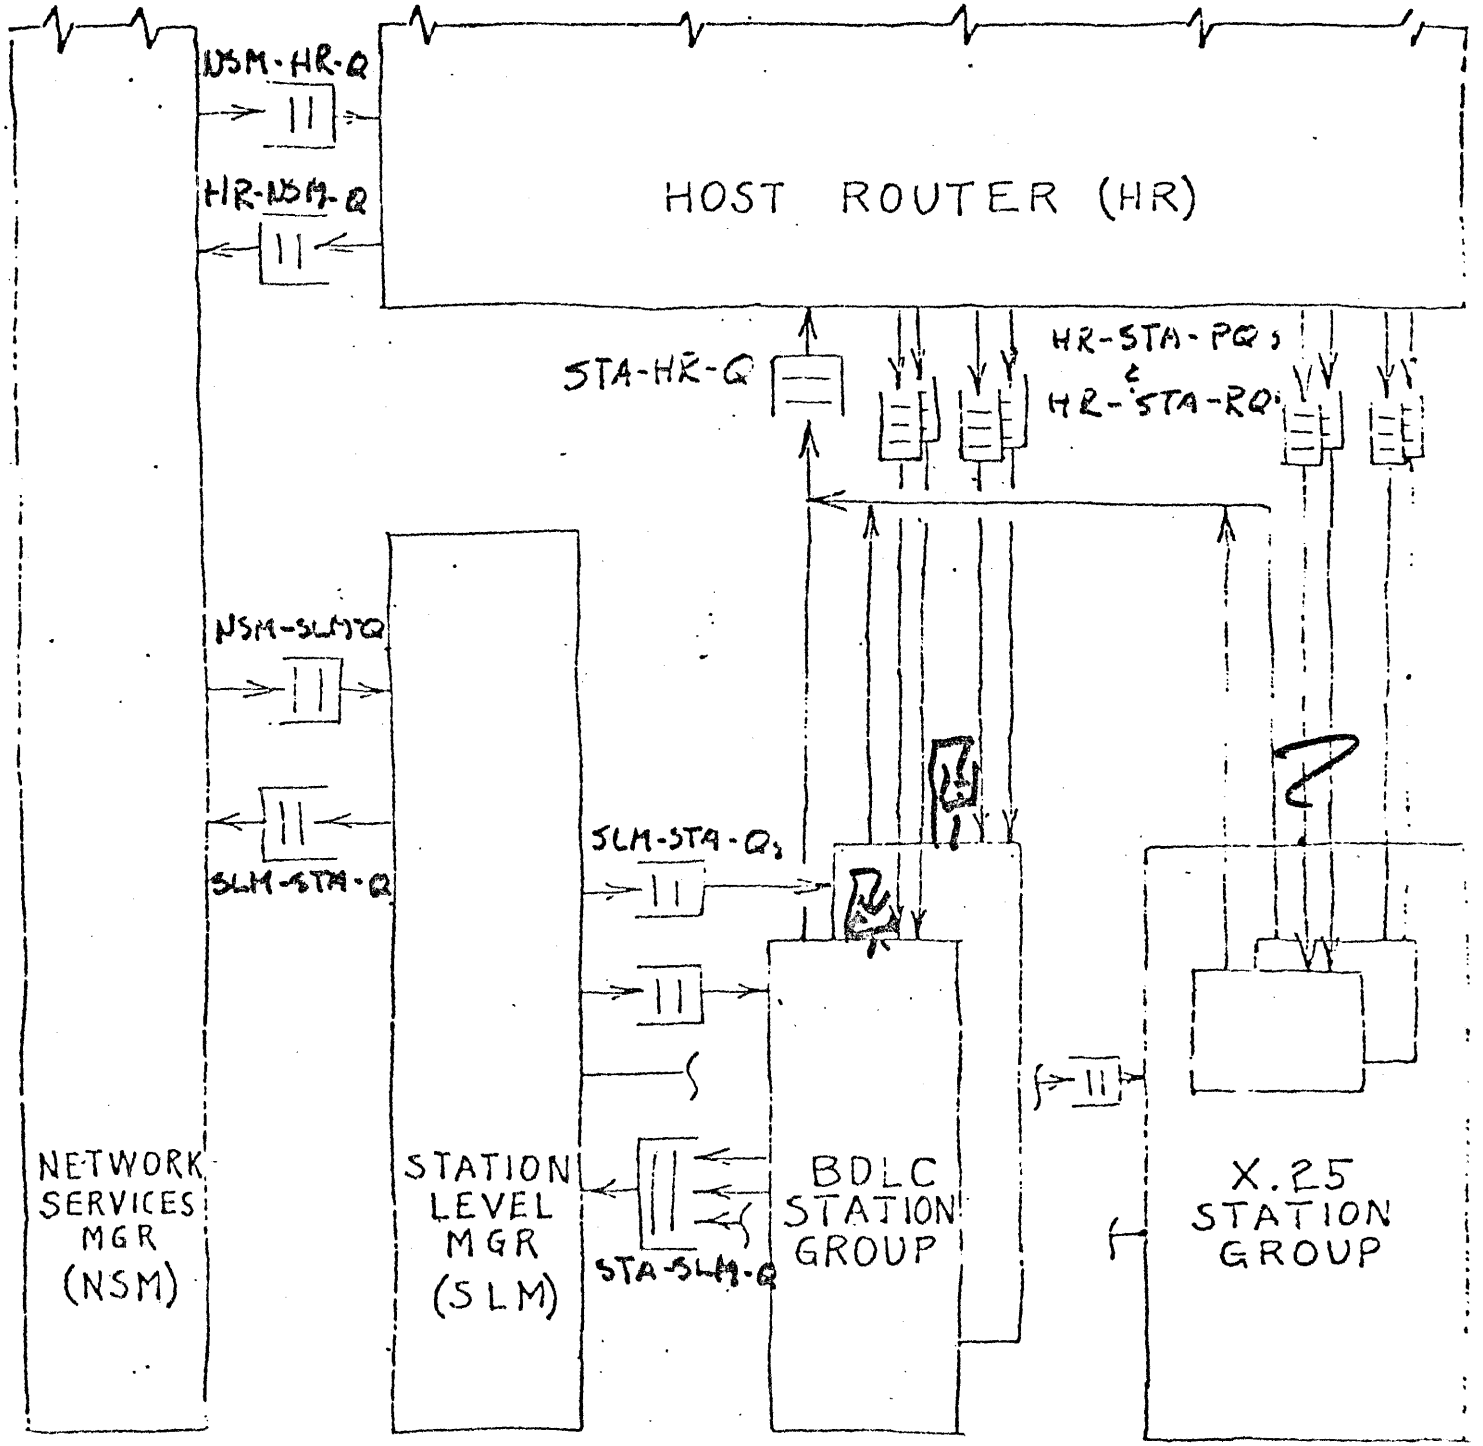 NSM-HR-Q
HR-NSM-Q
HOST ROUTER (HR)
STA-HR-Q
HR-STA-PQs
&
HR-STA-RQs
NSM-SLM-Q
SLM-STA-Q
SLM-STA-Qs
STA-SLM-Q
NETWORK
SERVICES
MGR
(NSM)
STATION
LEVEL
MGR
(SLM)
BDLC
STATION
GROUP
X.25
STATION
GROUP